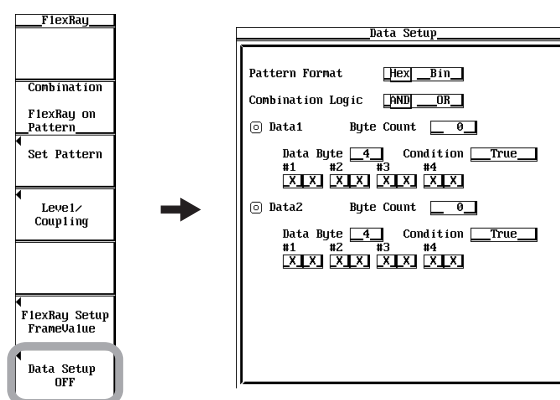 FlexRay
Combination
FlexRay on
Pattern
Set Pattern
Level/
Coupling
FlexRay Setup
FrameValue
Data Setup
OFF
Data Setup
Pattern Format Hex Bin
Combination Logic AND OR
Data1 Byte Count 0
Data Byte 4 Condition True
#1 #2 #3 #4
X X X X X X X X
Data2 Byte Count 0
Data Byte 4 Condition True
#1 #2 #3 #4
X X X X X X X X